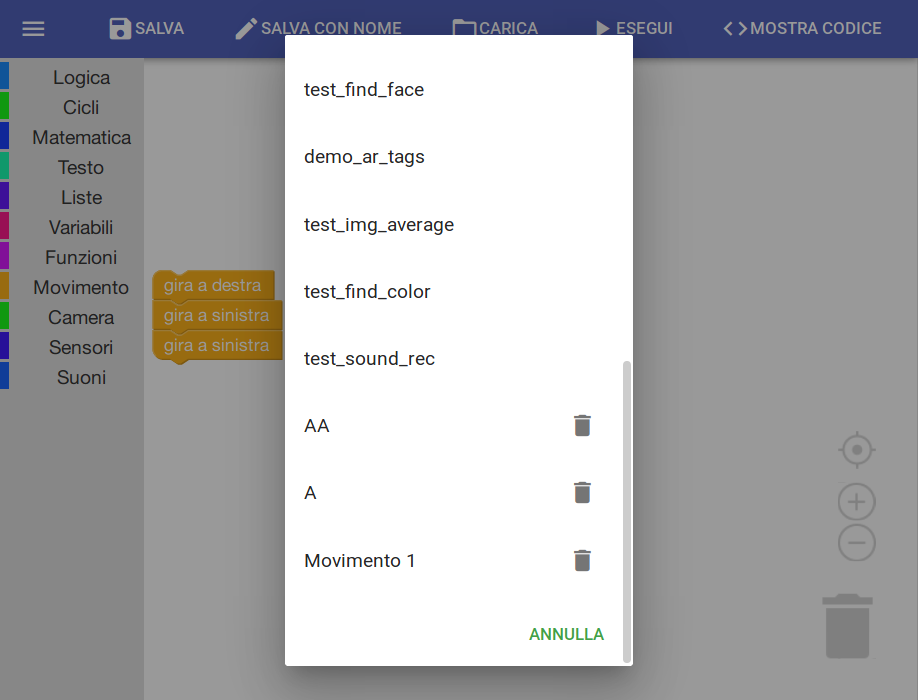 SALVA
SALVA CON NOME
CARICA
ESEGUI
MOSTRA CODICE
Logica
Cicli
Matematica
Testo
Liste
Variabili
Funzioni
Movimento
Camera
Sensori
Suoni
gira a destra
gira a sinistra
gira a sinistra
test_find_face
demo_ar_tags
test_img_average
test_find_color
test_sound_rec
AA
A
Movimento 1
ANNULLA